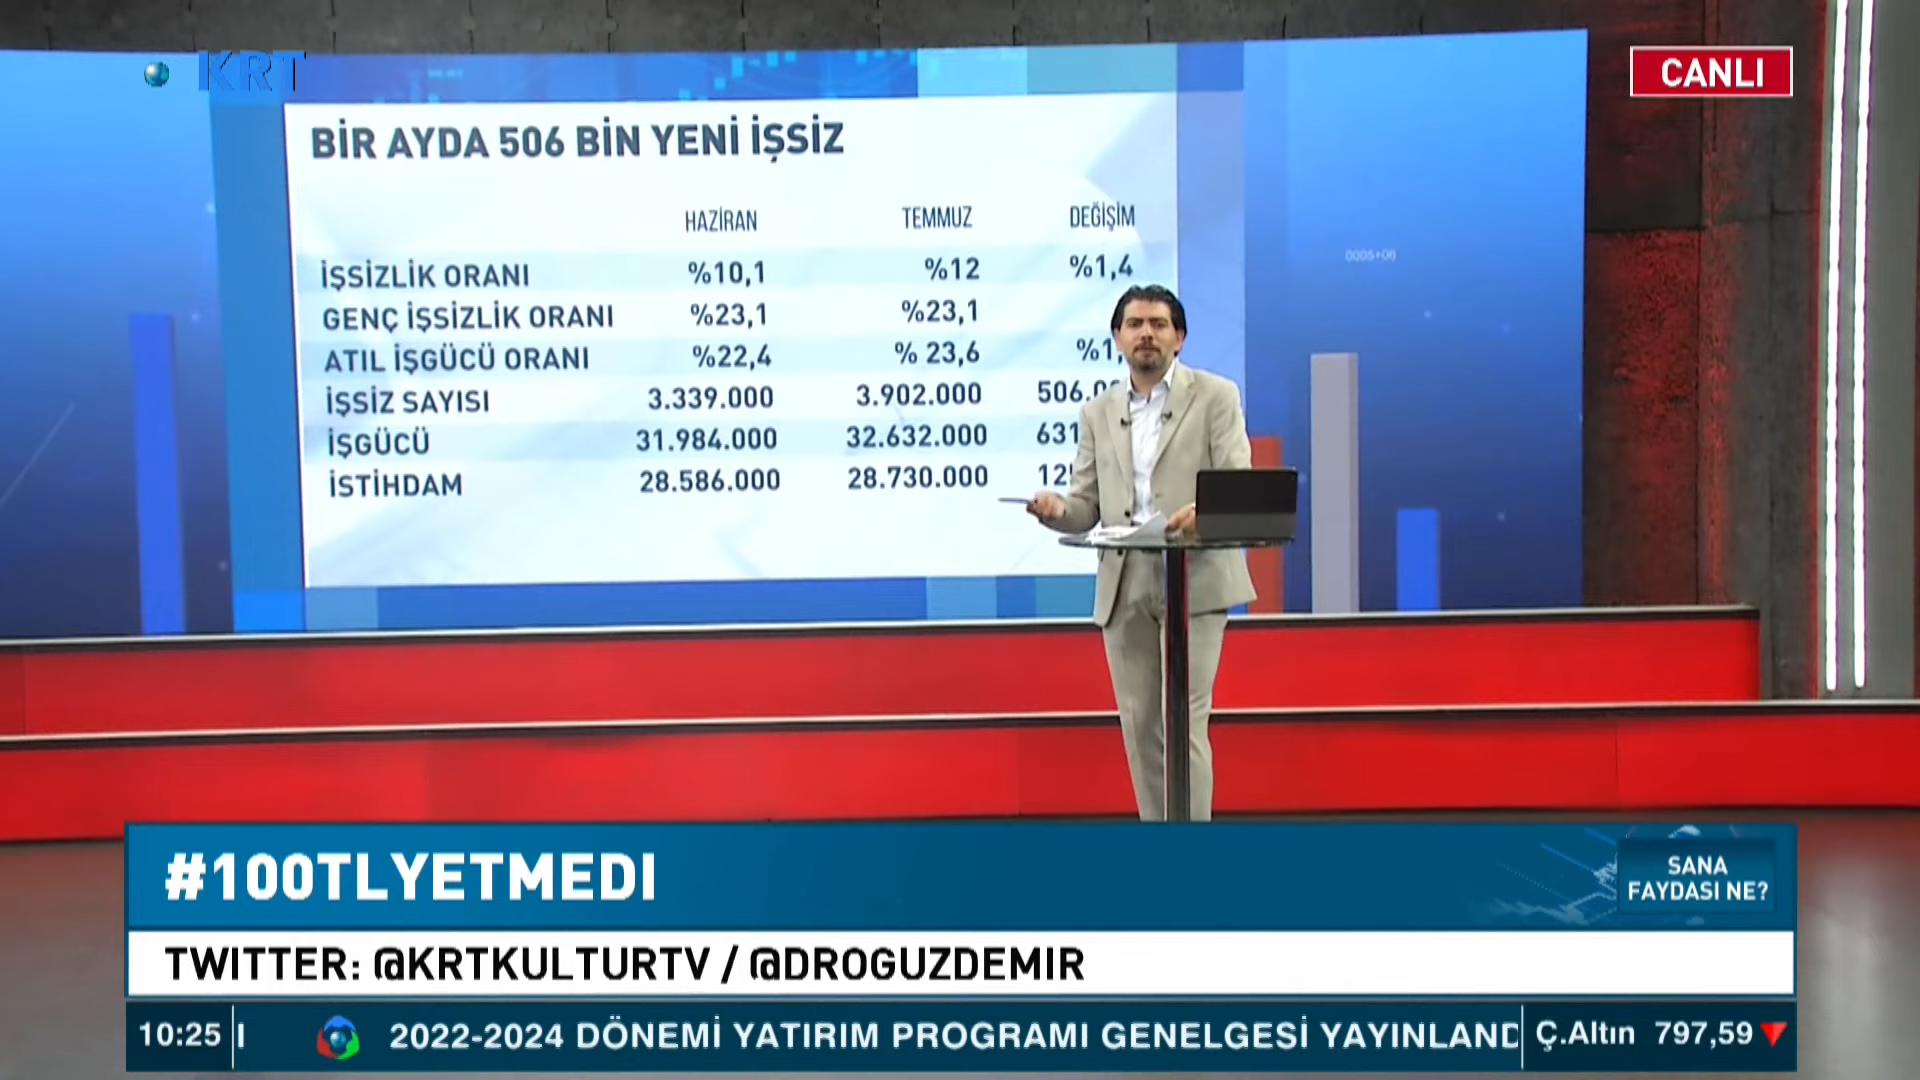 KRT
CANLI
BİR AYDA 506 BİN YENİ İŞSİZ
HAZİRAN TEMMUZ DEĞİŞİM
İŞSİZLİK ORANI %10,1 %12 %1,4
GENÇ İŞSİZLİK ORANI %23,1 %23,1
ATIL İŞGÜCÜ ORANI %22,4 % 23,6
İŞSİZ SAYISI 3.339.000 3.902.000
İŞGÜCÜ 31.984.000 32.632.000
İSTİHDAM 28.586.000 28.730.000
#100TLYETMEDI
SANA
FAYDASI NE?
TWITTER: @KRTKULTURTV / @DROGUZDEMIR
10:25 2022-2024 DÖNEMİ YATIRIM PROGRAMI GENELGESİ YAYINLAND Ç.Altın 797,59